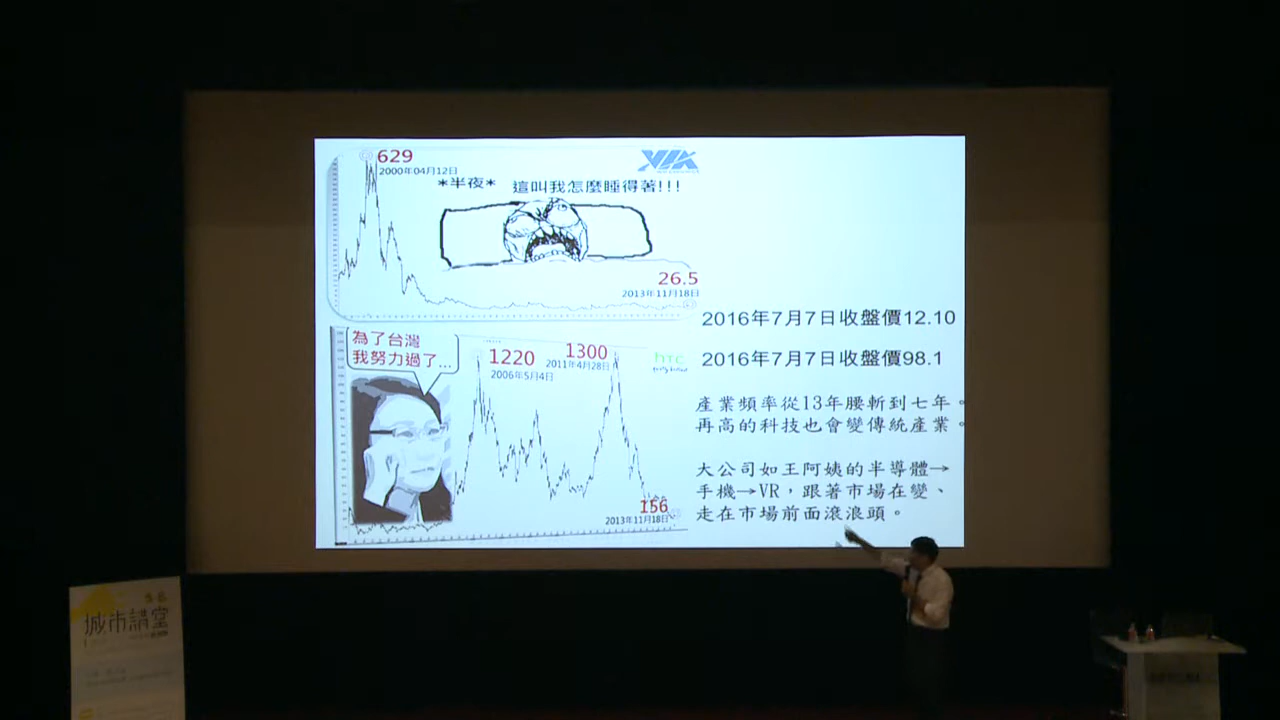 629
2000年04月12日
VIA
*半夜* 這叫我怎麼睡得著!!!
26.5
2013年11月18日
為了台灣
我努力過了...
1220
2006年5月4日
1300
2011年4月28日
htc
156
2013年11月18日
2016年7月7日收盤價12.10
2016年7月7日收盤價98.1
產業頻率從13年腰斬到七年。
再高的科技也會變傳統產業。
大公司如王阿姨的半導體→
手機→VR，跟著市場在變、
走在市場前面滾浪頭。
城市講堂